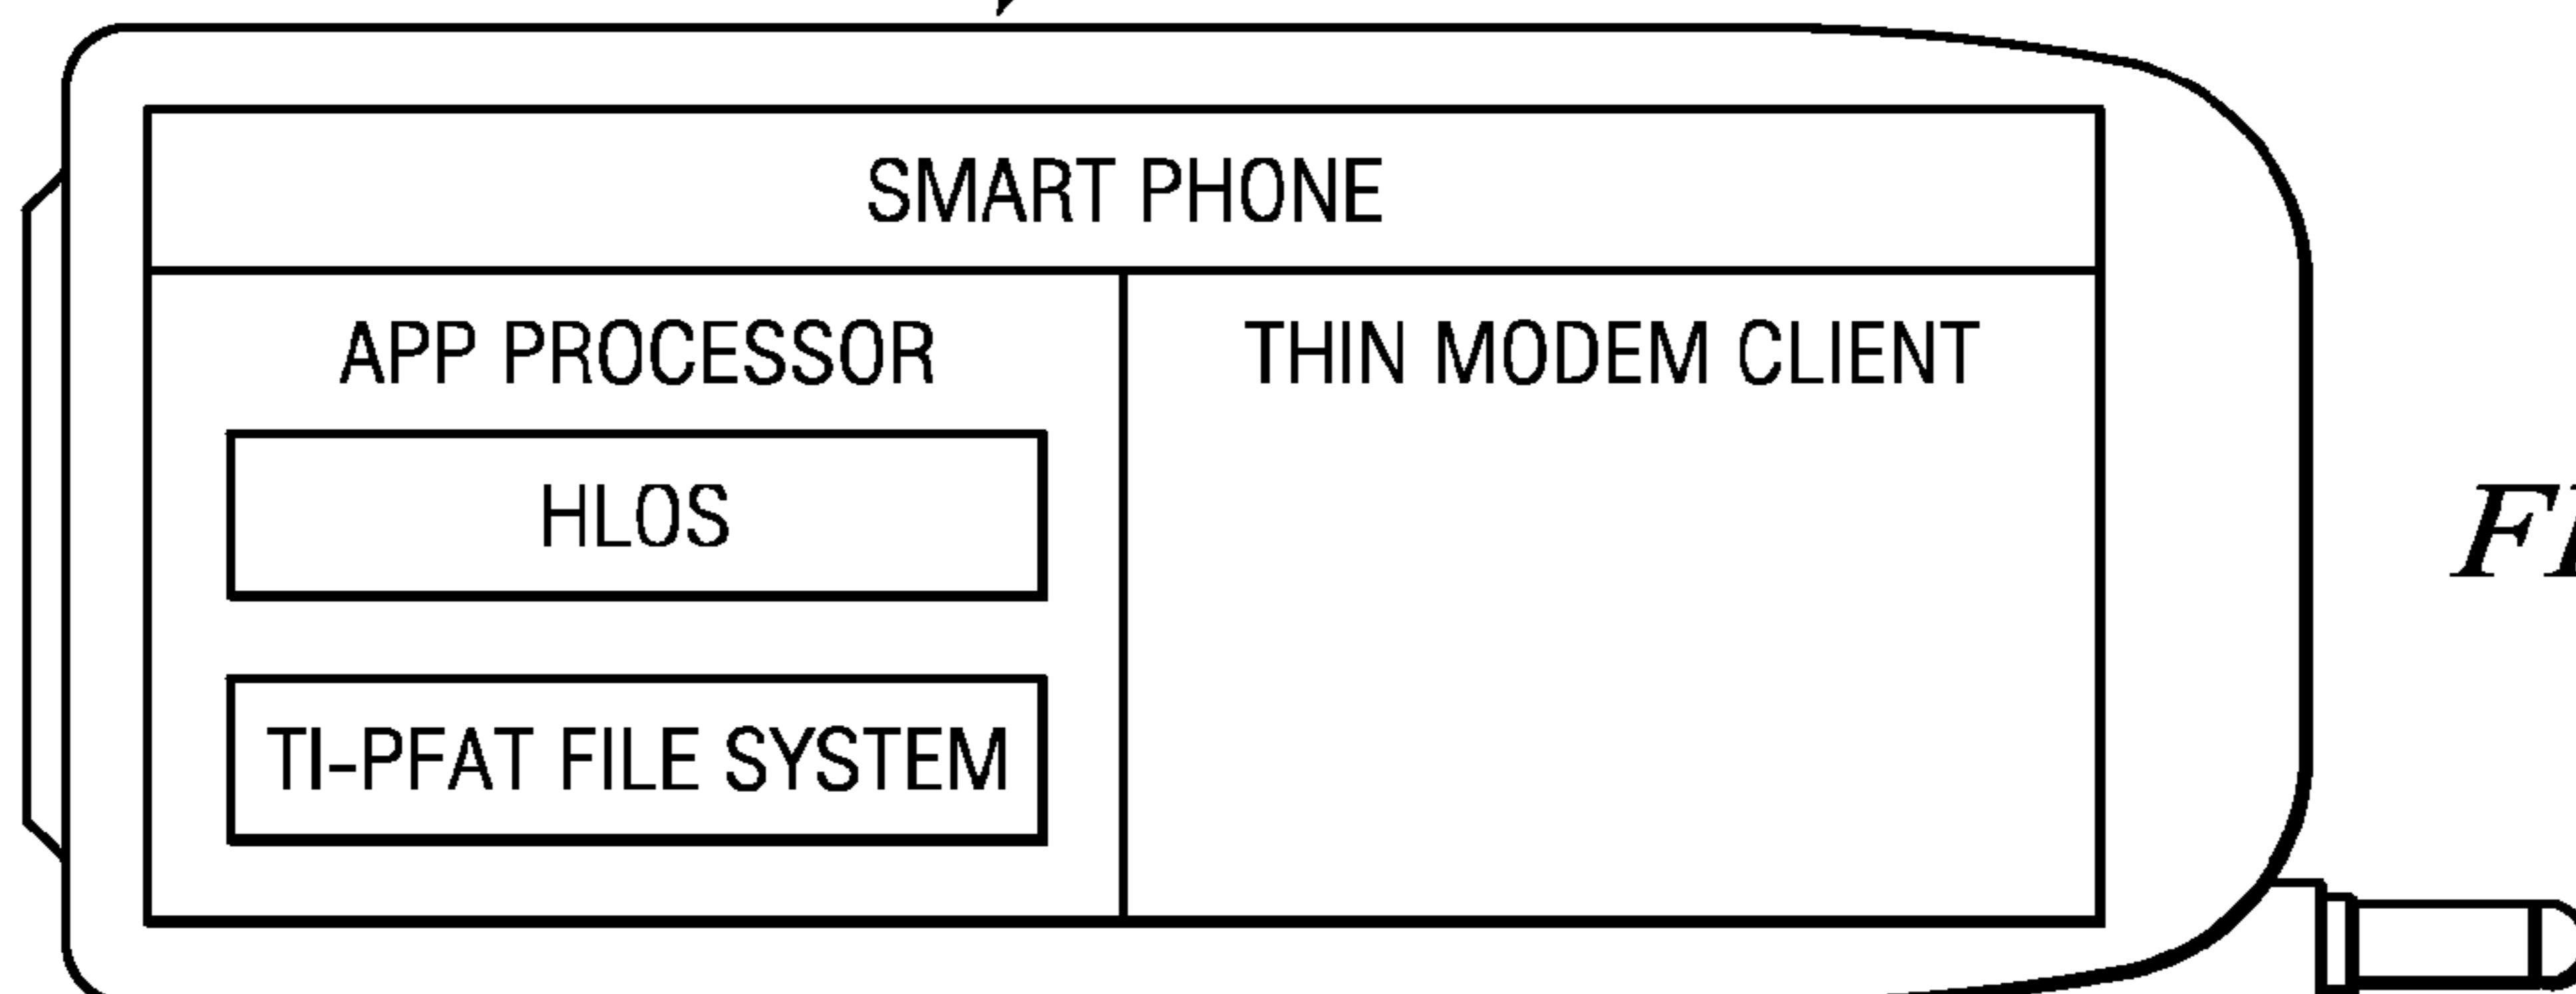 SMART PHONE
APP PROCESSOR
THIN MODEM CLIENT
HLOS
TI-PFAT FILE SYSTEM